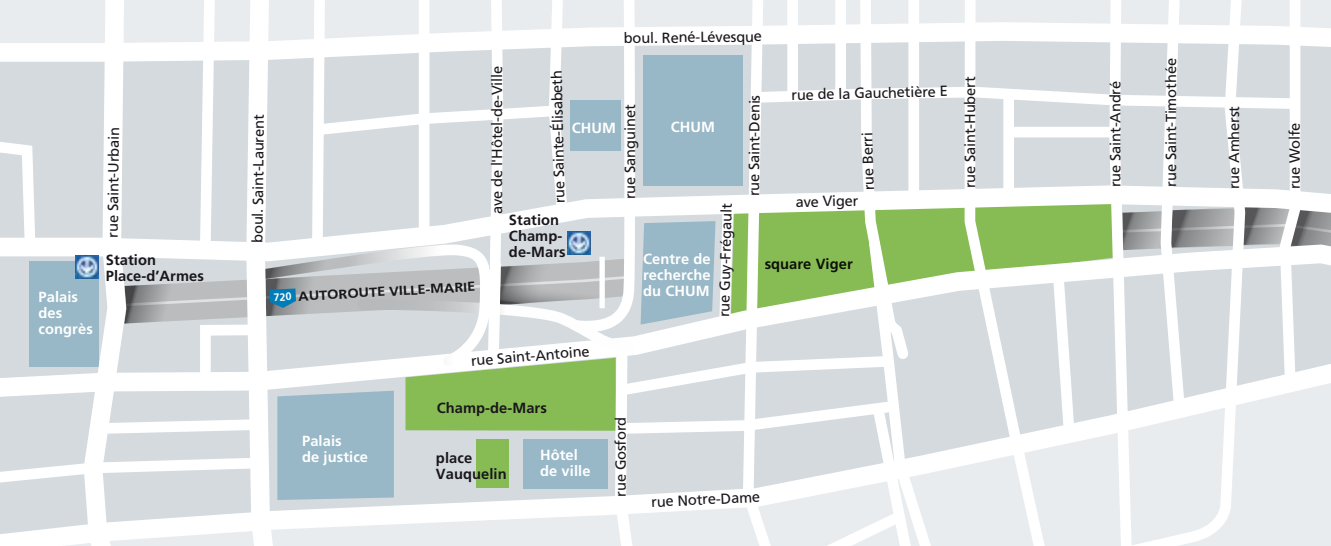 boul. René-Lévesque
rue de la Gauchetière E
CHUM
CHUM
rue Saint-Urbain
boul. Saint-Laurent
ave de l'Hôtel-de-Ville
rue Sainte-Élisabeth
rue Sanguinet
rue Saint-Denis
rue Berri
rue Saint-Hubert
rue Saint-André
rue Saint-Timothée
rue Amherst
rue Wolfe
ave Viger
Station
Champ-
de-Mars
Station
Place-d'Armes
Palais
des
congrès
720
AUTOROUTE VILLE-MARIE
Centre de
recherche
du CHUM
rue Guy-Frégault
square Viger
rue Saint-Antoine
Champ-de-Mars
Palais
de justice
place
Vauquelin
Hôtel
de ville
rue Gosford
rue Notre-Dame